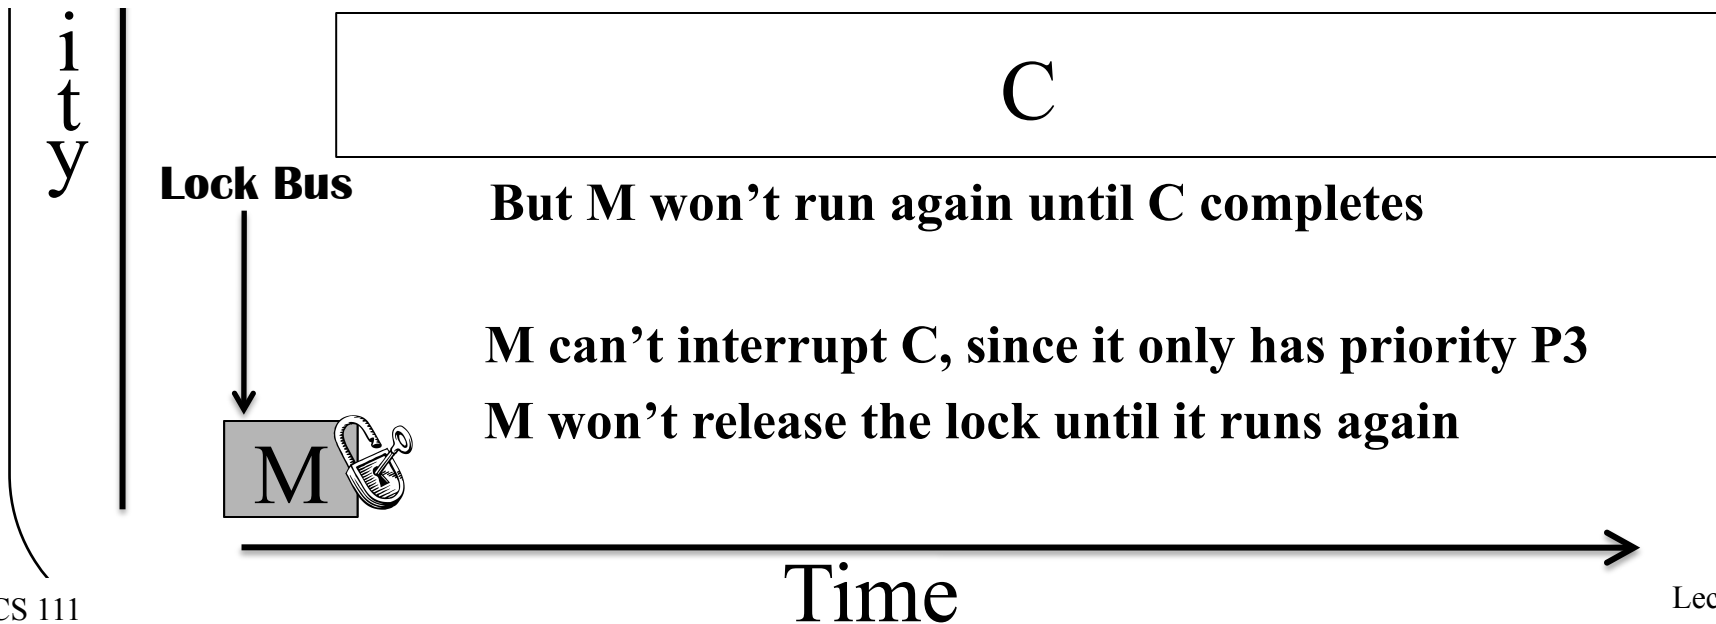 ity
C
Lock Bus
But M won’t run again until C completes
M can’t interrupt C, since it only has priority P3
M won’t release the lock until it runs again
M
Time
CS 111
Lec